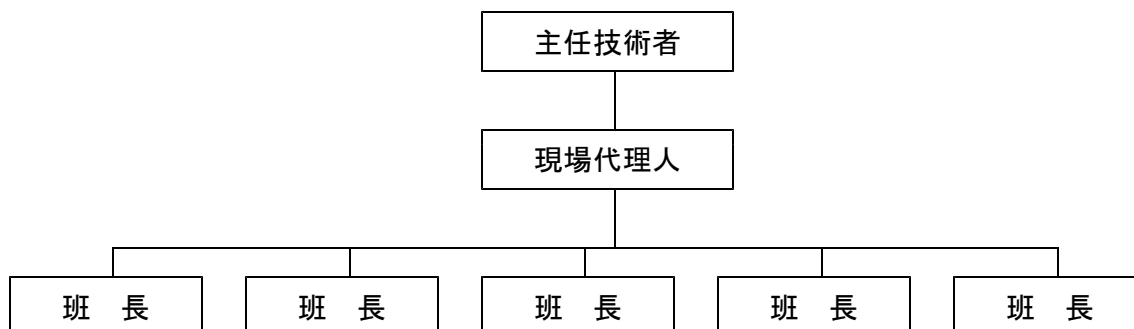 主任技術者
現場代理人
班　長
班　長
班　長
班　長
班　長